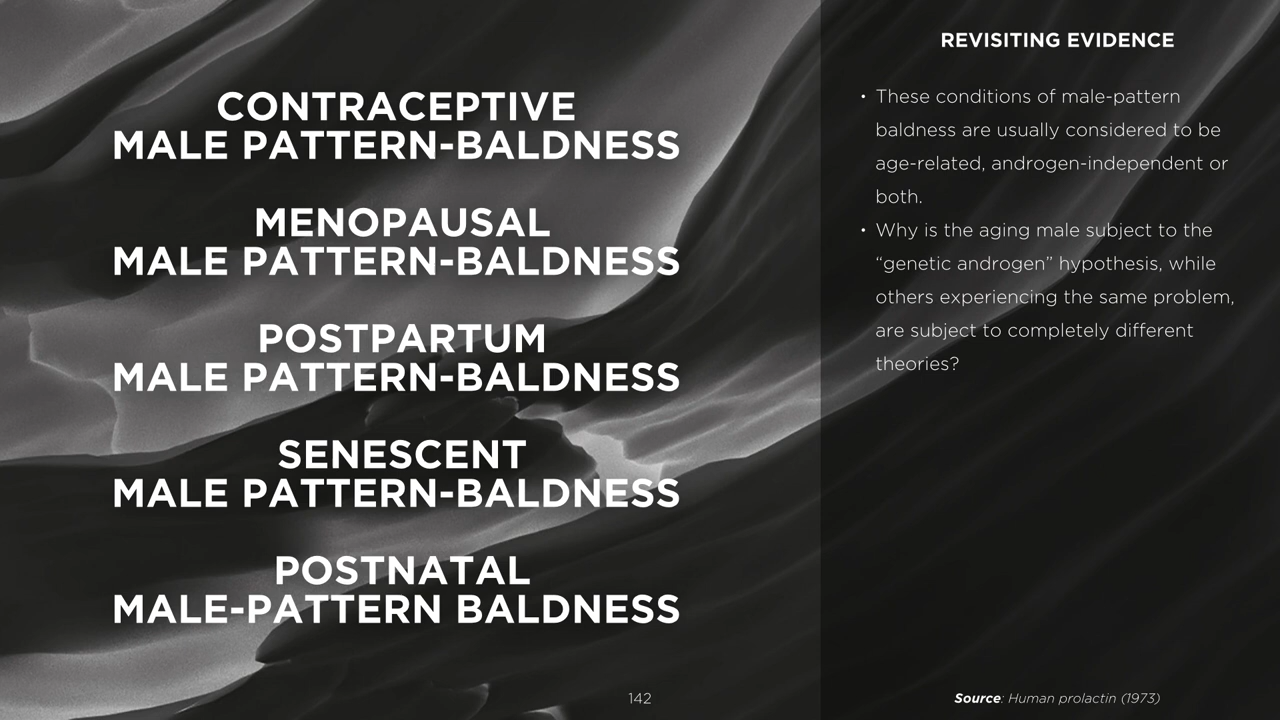 CONTRACEPTIVE
MALE PATTERN-BALDNESS
MENOPAUSAL
MALE PATTERN-BALDNESS
POSTPARTUM
MALE PATTERN-BALDNESS
SENESCENT
MALE PATTERN-BALDNESS
POSTNATAL
MALE-PATTERN BALDNESS
REVISITING EVIDENCE
• These conditions of male-pattern
baldness are usually considered to be
age-related, androgen-independent or
both.
• Why is the aging male subject to the
“genetic androgen” hypothesis, while
others experiencing the same problem,
are subject to completely different
theories?
142
Source: Human prolactin (1973)